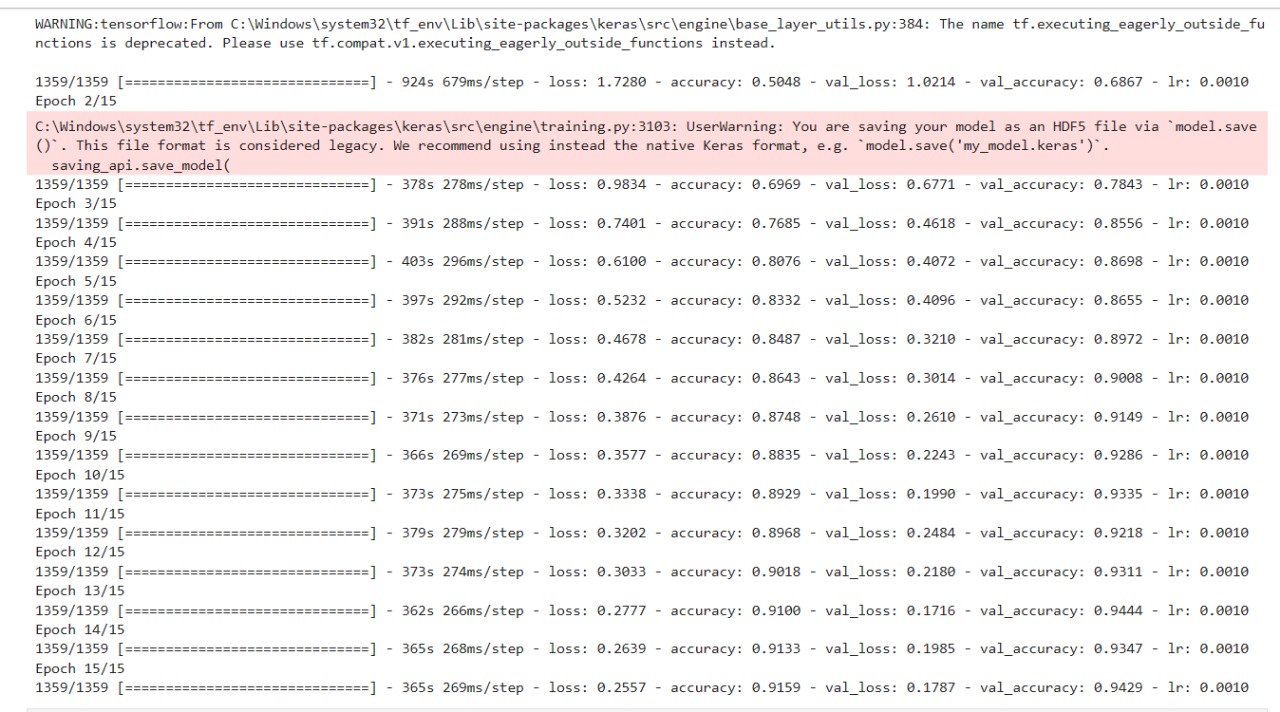 WARNING:tensorflow:From C:\Windows\system32\tf_env\Lib\site-packages\keras\src\engine\base_layer_utils.py:384: The name tf.executing_eagerly_outside_fu
nctions is deprecated. Please use tf.compat.v1.executing_eagerly_outside_functions instead.
1359/1359 [==============================] - 924s 679ms/step - loss: 1.7280 - accuracy: 0.5048 - val_loss: 1.0214 - val_accuracy: 0.6867 - lr: 0.0010
Epoch 2/15
C:\Windows\system32\tf_env\Lib\site-packages\keras\src\engine\training.py:3103: UserWarning: You are saving your model as an HDF5 file via `model.save
()`. This file format is considered legacy. We recommend using instead the native Keras format, e.g. `model.save('my_model.keras')`.
  saving_api.save_model(
1359/1359 [==============================] - 378s 278ms/step - loss: 0.9834 - accuracy: 0.6969 - val_loss: 0.6771 - val_accuracy: 0.7843 - lr: 0.0010
Epoch 3/15
1359/1359 [==============================] - 391s 288ms/step - loss: 0.7401 - accuracy: 0.7685 - val_loss: 0.4618 - val_accuracy: 0.8556 - lr: 0.0010
Epoch 4/15
1359/1359 [==============================] - 403s 296ms/step - loss: 0.6100 - accuracy: 0.8076 - val_loss: 0.4072 - val_accuracy: 0.8698 - lr: 0.0010
Epoch 5/15
1359/1359 [==============================] - 397s 292ms/step - loss: 0.5232 - accuracy: 0.8332 - val_loss: 0.4096 - val_accuracy: 0.8655 - lr: 0.0010
Epoch 6/15
1359/1359 [==============================] - 382s 281ms/step - loss: 0.4678 - accuracy: 0.8487 - val_loss: 0.3210 - val_accuracy: 0.8972 - lr: 0.0010
Epoch 7/15
1359/1359 [==============================] - 376s 277ms/step - loss: 0.4264 - accuracy: 0.8643 - val_loss: 0.3014 - val_accuracy: 0.9008 - lr: 0.0010
Epoch 8/15
1359/1359 [==============================] - 371s 273ms/step - loss: 0.3876 - accuracy: 0.8748 - val_loss: 0.2610 - val_accuracy: 0.9149 - lr: 0.0010
Epoch 9/15
1359/1359 [==============================] - 366s 269ms/step - loss: 0.3577 - accuracy: 0.8835 - val_loss: 0.2243 - val_accuracy: 0.9286 - lr: 0.0010
Epoch 10/15
1359/1359 [==============================] - 373s 275ms/step - loss: 0.3338 - accuracy: 0.8929 - val_loss: 0.1990 - val_accuracy: 0.9335 - lr: 0.0010
Epoch 11/15
1359/1359 [==============================] - 379s 279ms/step - loss: 0.3202 - accuracy: 0.8968 - val_loss: 0.2484 - val_accuracy: 0.9218 - lr: 0.0010
Epoch 12/15
1359/1359 [==============================] - 373s 274ms/step - loss: 0.3033 - accuracy: 0.9018 - val_loss: 0.2180 - val_accuracy: 0.9311 - lr: 0.0010
Epoch 13/15
1359/1359 [==============================] - 362s 266ms/step - loss: 0.2777 - accuracy: 0.9100 - val_loss: 0.1716 - val_accuracy: 0.9444 - lr: 0.0010
Epoch 14/15
1359/1359 [==============================] - 365s 268ms/step - loss: 0.2639 - accuracy: 0.9133 - val_loss: 0.1985 - val_accuracy: 0.9347 - lr: 0.0010
Epoch 15/15
1359/1359 [==============================] - 365s 269ms/step - loss: 0.2557 - accuracy: 0.9159 - val_loss: 0.1787 - val_accuracy: 0.9429 - lr: 0.0010